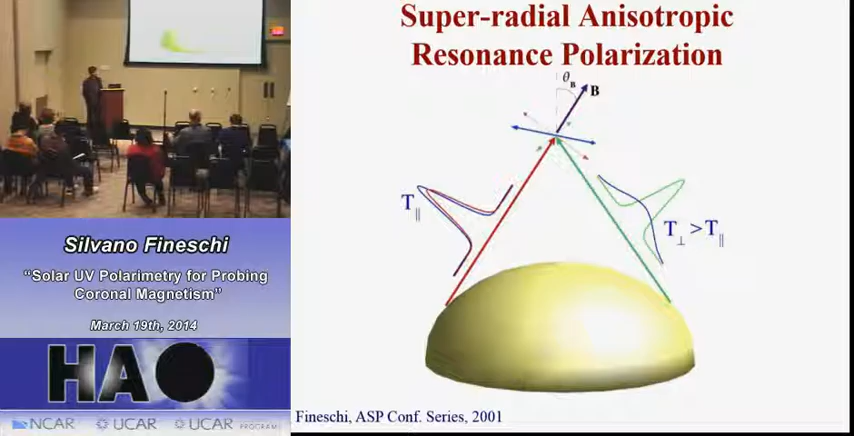 Super-radial Anisotropic
Resonance Polarization
θB
B
T∥
T⊥ >T∥
Fineschi, ASP Conf. Series, 2001
Silvano Fineschi
“Solar UV Polarimetry for Probing
Coronal Magnetism”
March 19th, 2014
HAO
NCAR UCAR UCAR PROGRAMS